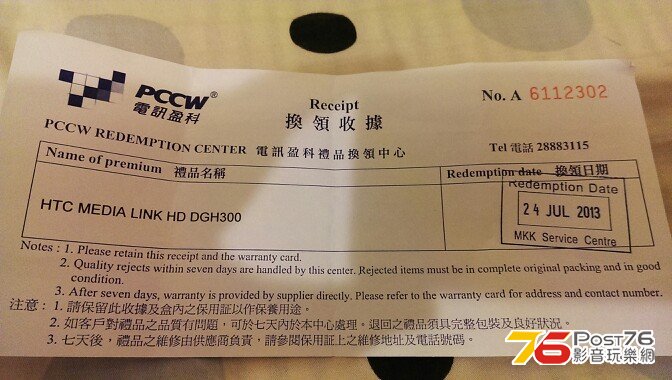 PCCW®
電訊盈科
Receipt
換領收據
No. A 6112302
PCCW REDEMPTION CENTER 電訊盈科禮品換領中心
Tel 電話 28883115
Name of premium 禮品名稱
Redemption date 換領日期
HTC MEDIA LINK HD DGH300
Redemption Date
24 JUL 2013
MKK Service Centre
Notes : 1. Please retain this receipt and the warranty card.
2. Quality rejects within seven days are handled by this center. Rejected items must be in complete original packing and in good
condition.
3. After seven days, warranty is provided by supplier directly. Please refer to the warranty card for address and contact number.
注意 : 1. 請保留此收據及盒內之保用証以作保養用途。
2. 如客戶對禮品之品質有問題，可於七天內於本中心處理。退回之禮品須具完整包裝及良好狀況。
3. 七天後，禮品之維修由供應商負責，請參閱保用証上之維修地址及電話號碼。
76 Post76
影音玩樂網